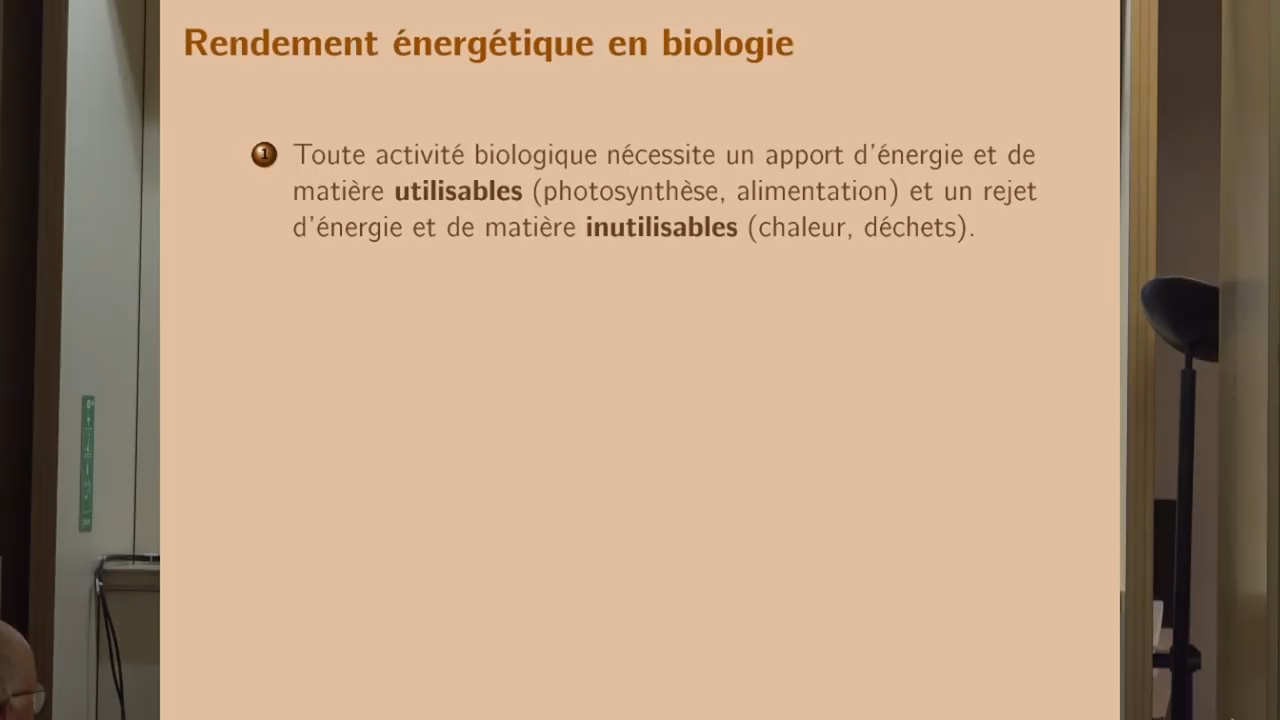 Rendement énergétique en biologie
1 Toute activité biologique nécessite un apport d'énergie et de
matière utilisables (photosynthèse, alimentation) et un rejet
d'énergie et de matière inutilisables (chaleur, déchets).